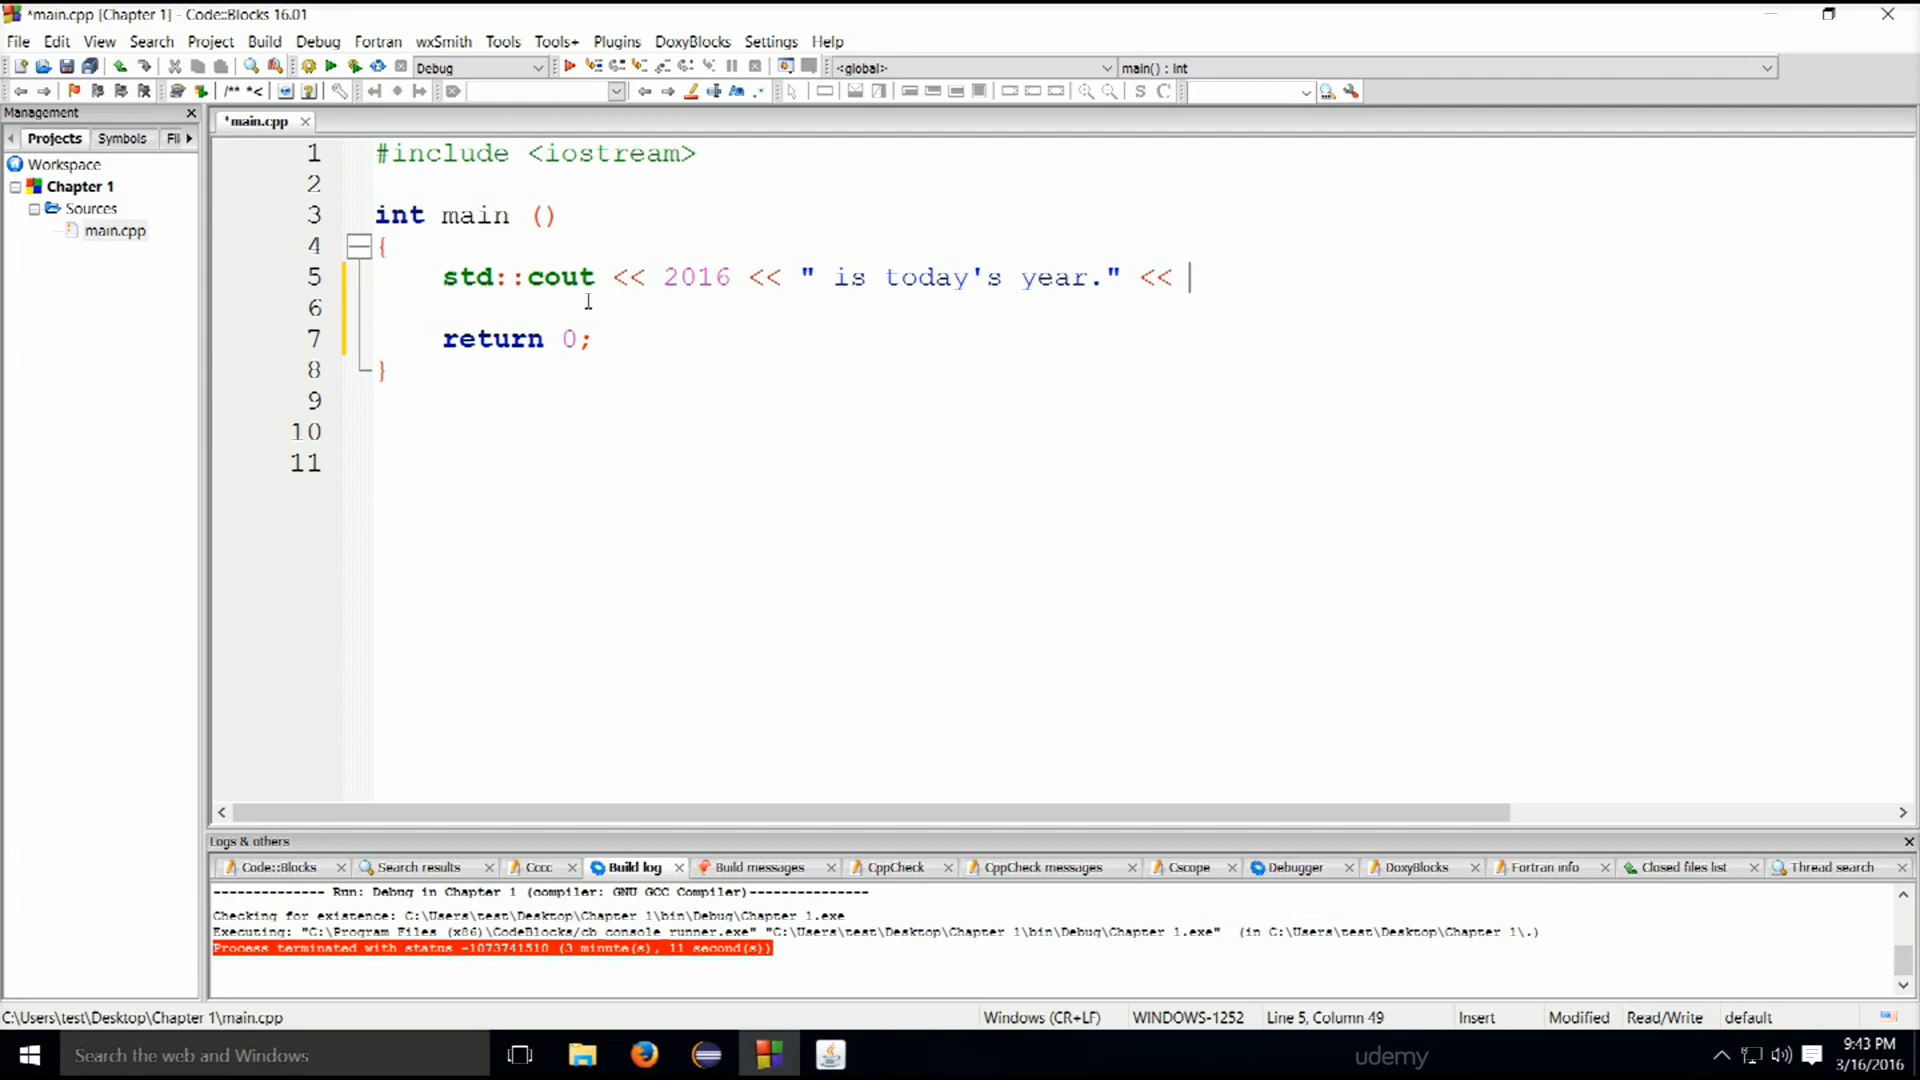 *main.cpp [Chapter 1] - Code::Blocks 16.01
File Edit View Search Project Build Debug Fortran wxSmith Tools Tools+ Plugins DoxyBlocks Settings Help
Debug <global> main() : int
/** *<
S C
Management
Projects Symbols Fil
*main.cpp
Workspace
Chapter 1
Sources
main.cpp
1 #include <iostream>
2
3 int main ()
4 {
5 std::cout << 2016 << " is today's year." <<
6
7 return 0;
8 }
9
10
11
Logs & others
Code::Blocks Search results Cccc Build log Build messages CppCheck CppCheck messages Cscope Debugger DoxyBlocks Fortran info Closed files list Thread search
-------------- Run: Debug in Chapter 1 (compiler: GNU GCC Compiler)---------------
Checking for existence: C:\Users\test\Desktop\Chapter 1\bin\Debug\Chapter 1.exe
Executing: "C:\Program Files (x86)\CodeBlocks/cb_console_runner.exe" "C:\Users\test\Desktop\Chapter 1\bin\Debug\Chapter 1.exe" (in C:\Users\test\Desktop\Chapter 1\.)
Process terminated with status -1073741510 (3 minute(s), 11 second(s))
C:\Users\test\Desktop\Chapter 1\main.cpp Windows (CR+LF) WINDOWS-1252 Line 5, Column 49 Insert Modified Read/Write default
Search the web and Windows
udemy
9:43 PM
3/16/2016